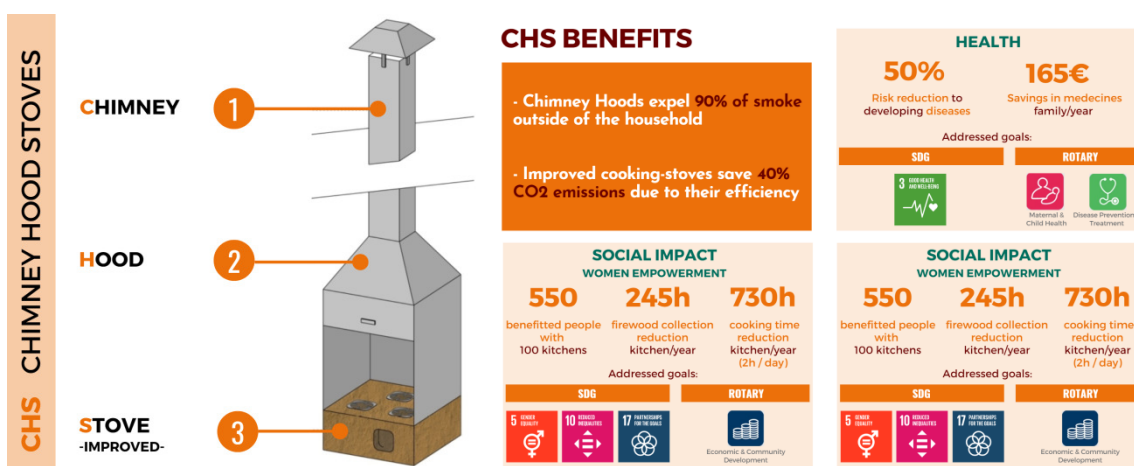 CHS CHIMNEY HOOD STOVES
CHIMNEY
1
HOOD
2
STOVE
-IMPROVED-
3
CHS BENEFITS
- Chimney Hoods expel 90% of smoke
outside of the household
- Improved cooking-stoves save 40%
CO2 emissions due to their efficiency
HEALTH
50%
Risk reduction to
developing diseases
165€
Savings in medecines
family/year
Addressed goals:
SDG
3 GOOD HEALTH
AND WELL-BEING
ROTARY
Maternal &
Child Health
Disease Prevention
Treatment
SOCIAL IMPACT
WOMEN EMPOWERMENT
550
benefitted people
with
100 kitchens
245h
firewood collection
reduction
kitchen/year
730h
cooking time
reduction
kitchen/year
(2h / day)
Addressed goals:
SDG
5 GENDER
EQUALITY
10 REDUCED
INEQUALITIES
17 PARTNERSHIPS
FOR THE GOALS
ROTARY
Economic & Community
Development
SOCIAL IMPACT
WOMEN EMPOWERMENT
550
benefitted people
with
100 kitchens
245h
firewood collection
reduction
kitchen/year
730h
cooking time
reduction
kitchen/year
(2h / day)
Addressed goals:
SDG
5 GENDER
EQUALITY
10 REDUCED
INEQUALITIES
17 PARTNERSHIPS
FOR THE GOALS
ROTARY
Economic & Community
Development